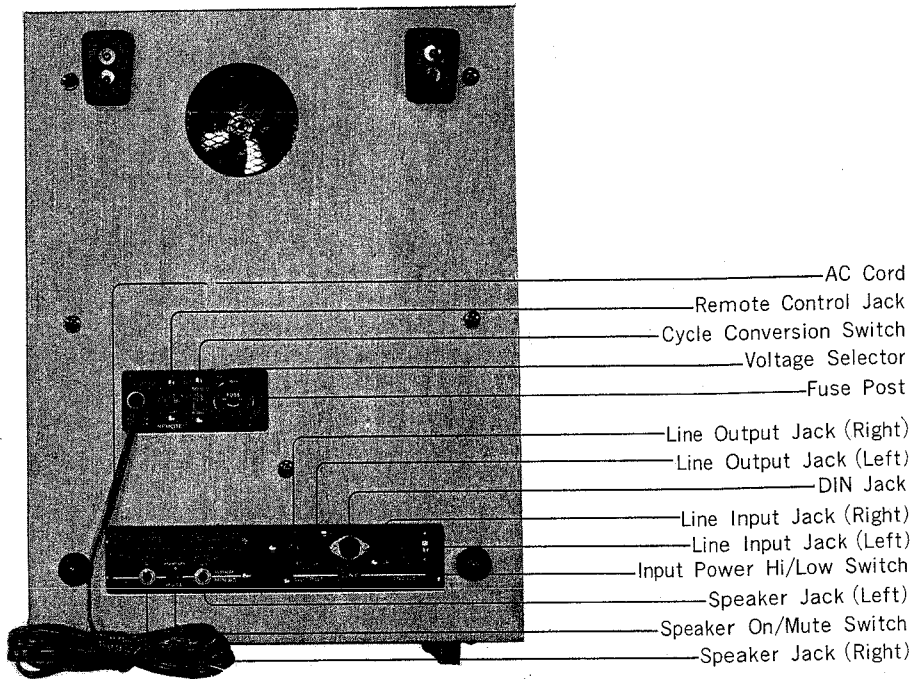 AC Cord
Remote Control Jack
Cycle Conversion Switch
Voltage Selector
Fuse Post
Line Output Jack (Right)
Line Output Jack (Left)
DIN Jack
Line Input Jack (Right)
Line Input Jack (Left)
Input Power Hi/Low Switch
Speaker Jack (Left)
Speaker On/Mute Switch
Speaker Jack (Right)
FUSE
REMOTE